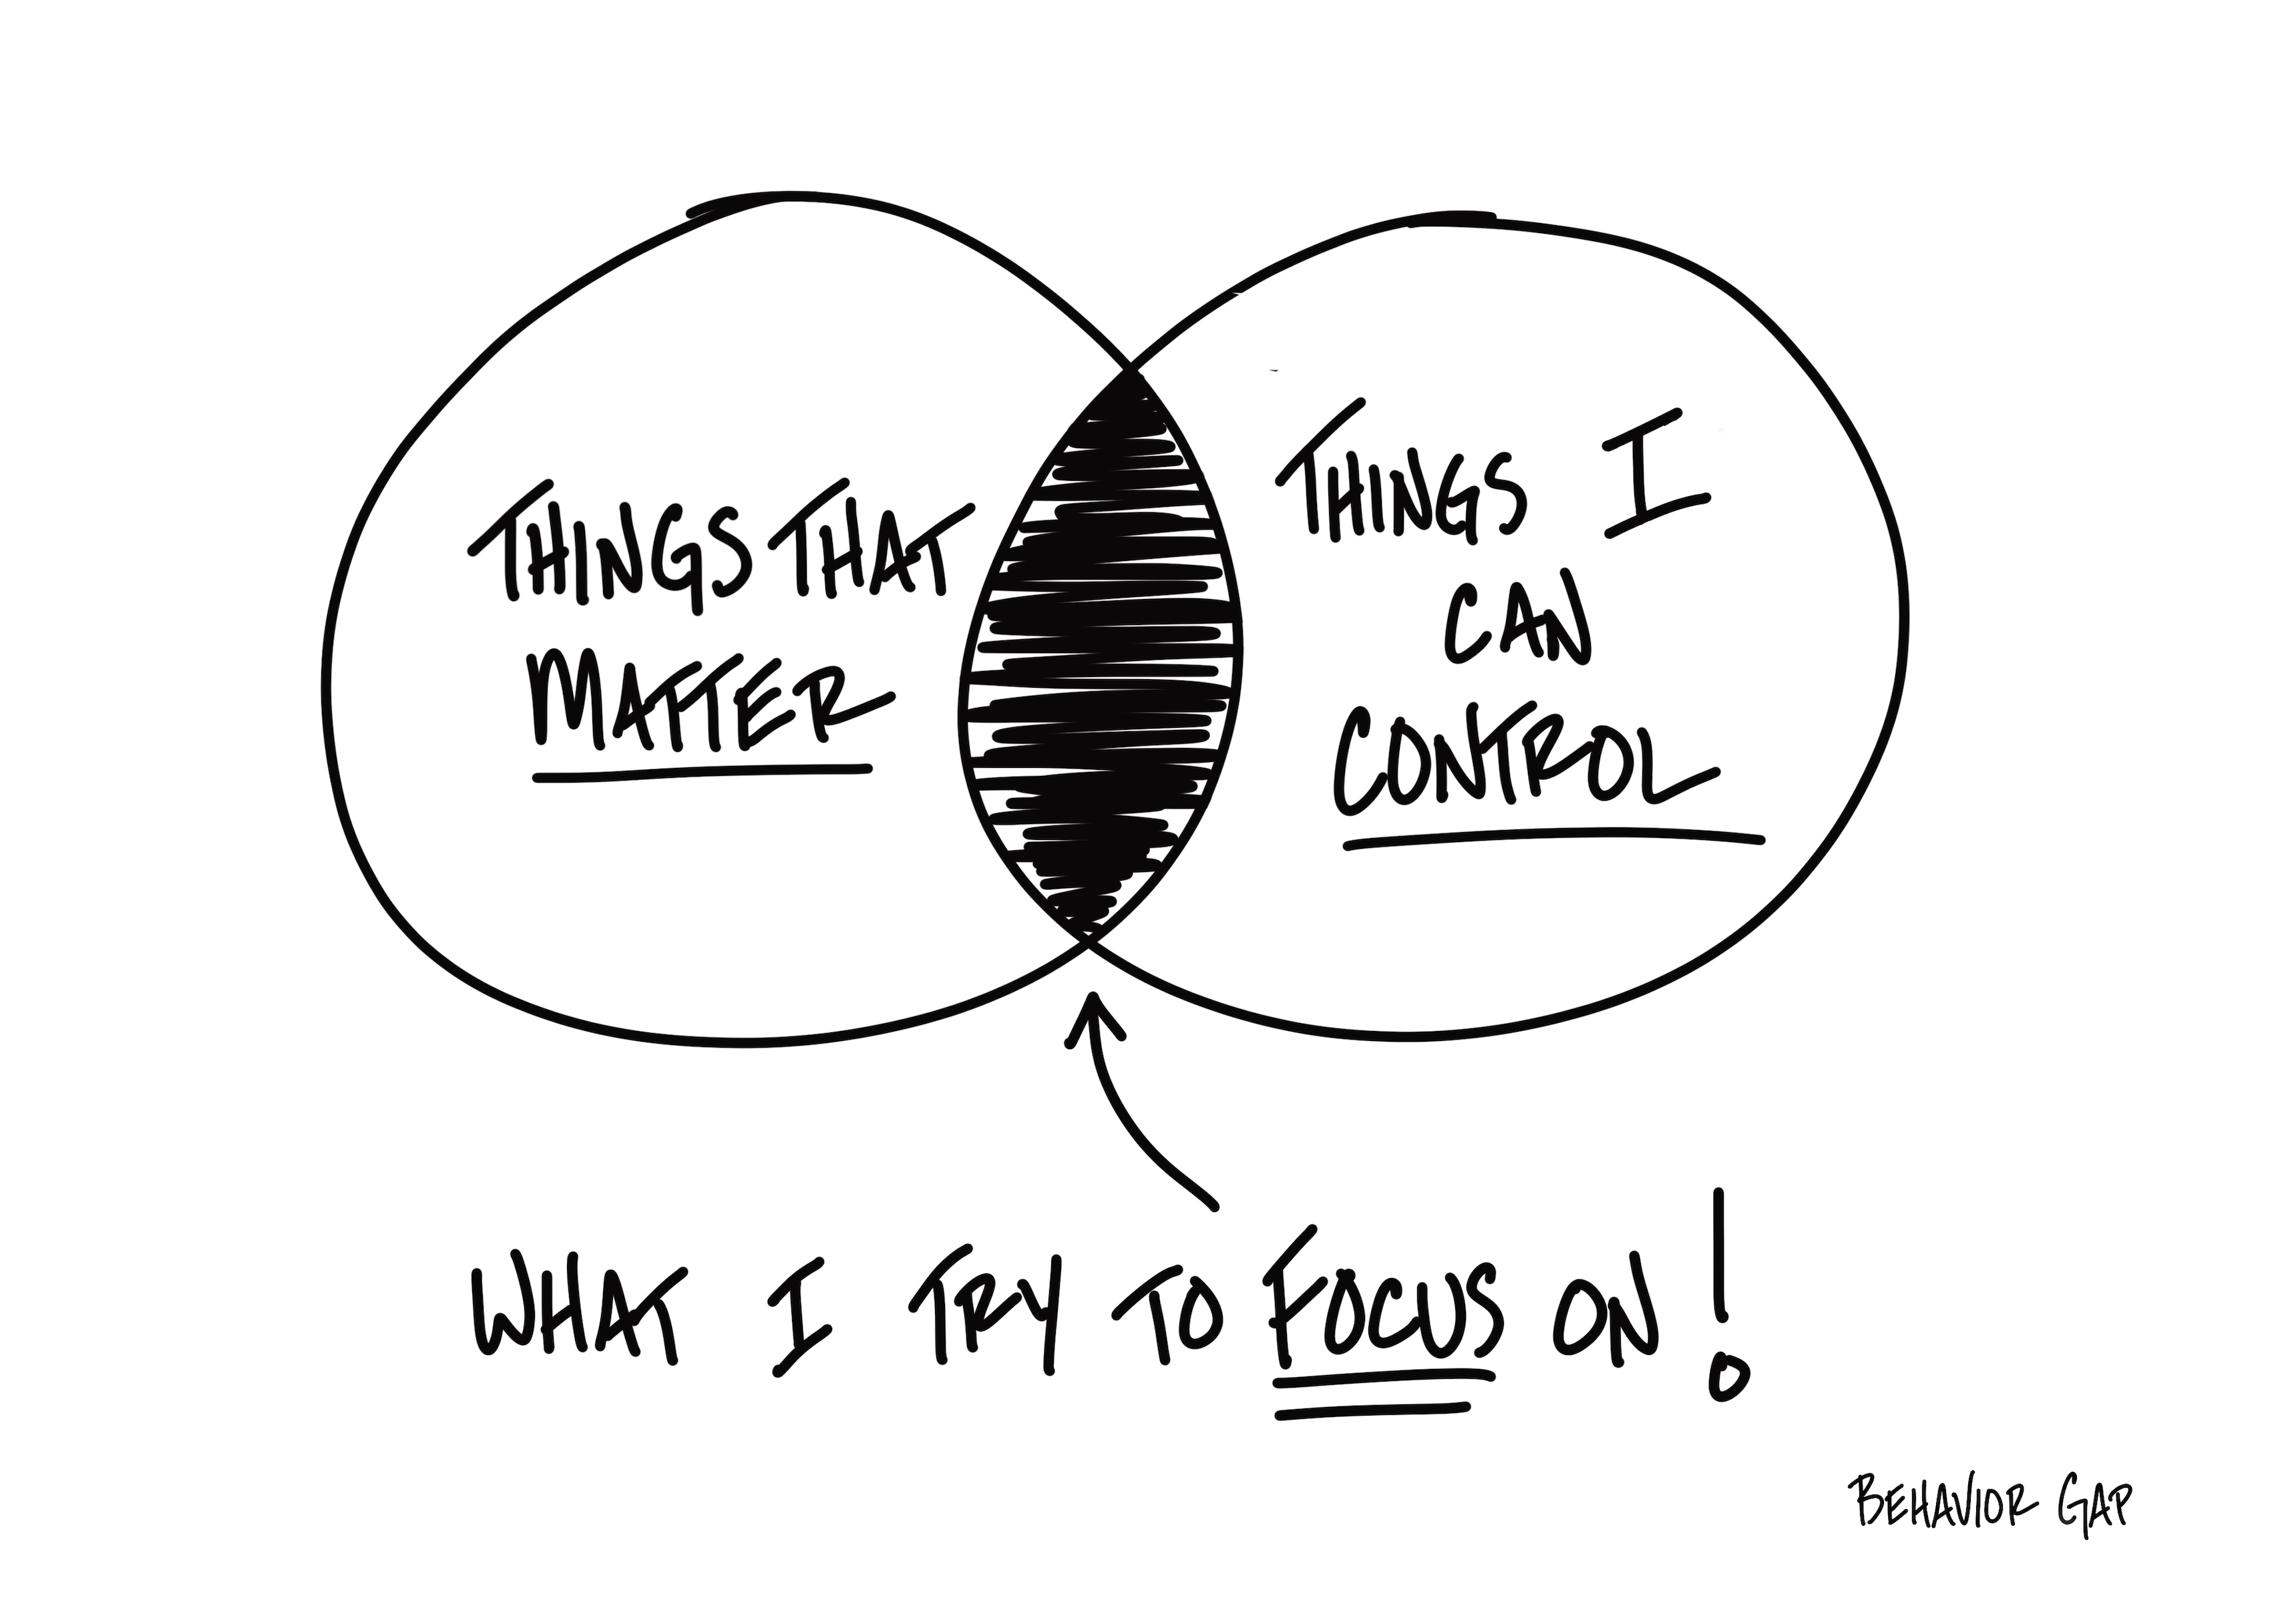 THINGS THAT
MATTER
THINGS I
CAN
CONTROL
WHAT I TRY TO FOCUS ON!
BEHAVIOR GAP